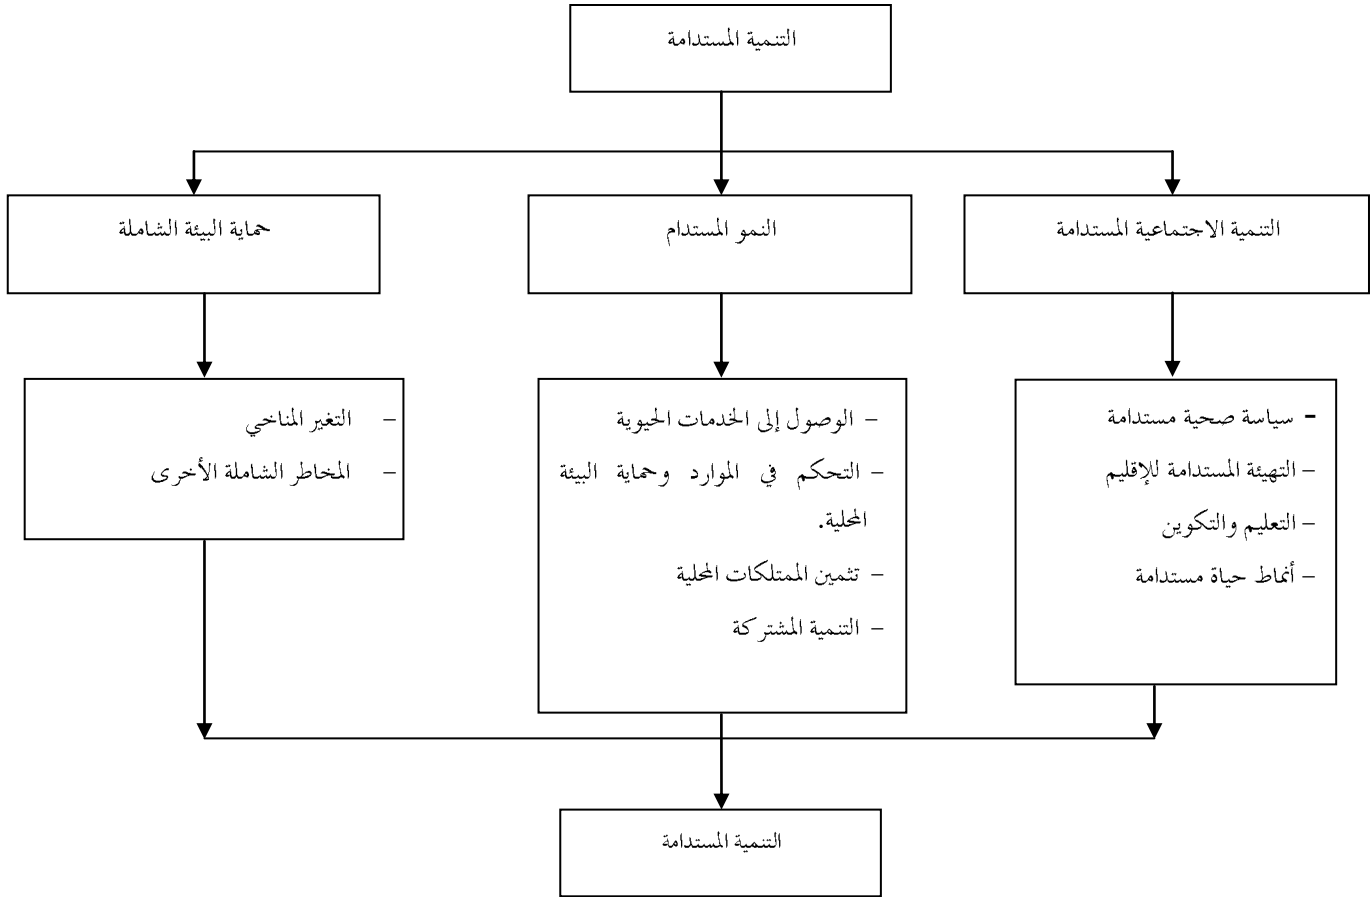 التنمية المستدامة
التنمية الاجتماعية المستدامة
النمو المستدام
حماية البيئة الشاملة
- سياسة صحية مستدامة
- التهيئة المستدامة للإقليم
- التعليم والتكوين
- أنماط حياة مستدامة
- الوصول إلى الخدمات الحيوية
- التحكم في الموارد وحماية البيئة
المحلية.
- تثمين الممتلكات المحلية
- التنمية المشتركة
- التغير المناخي
- المخاطر الشاملة الأخرى
التنمية المستدامة